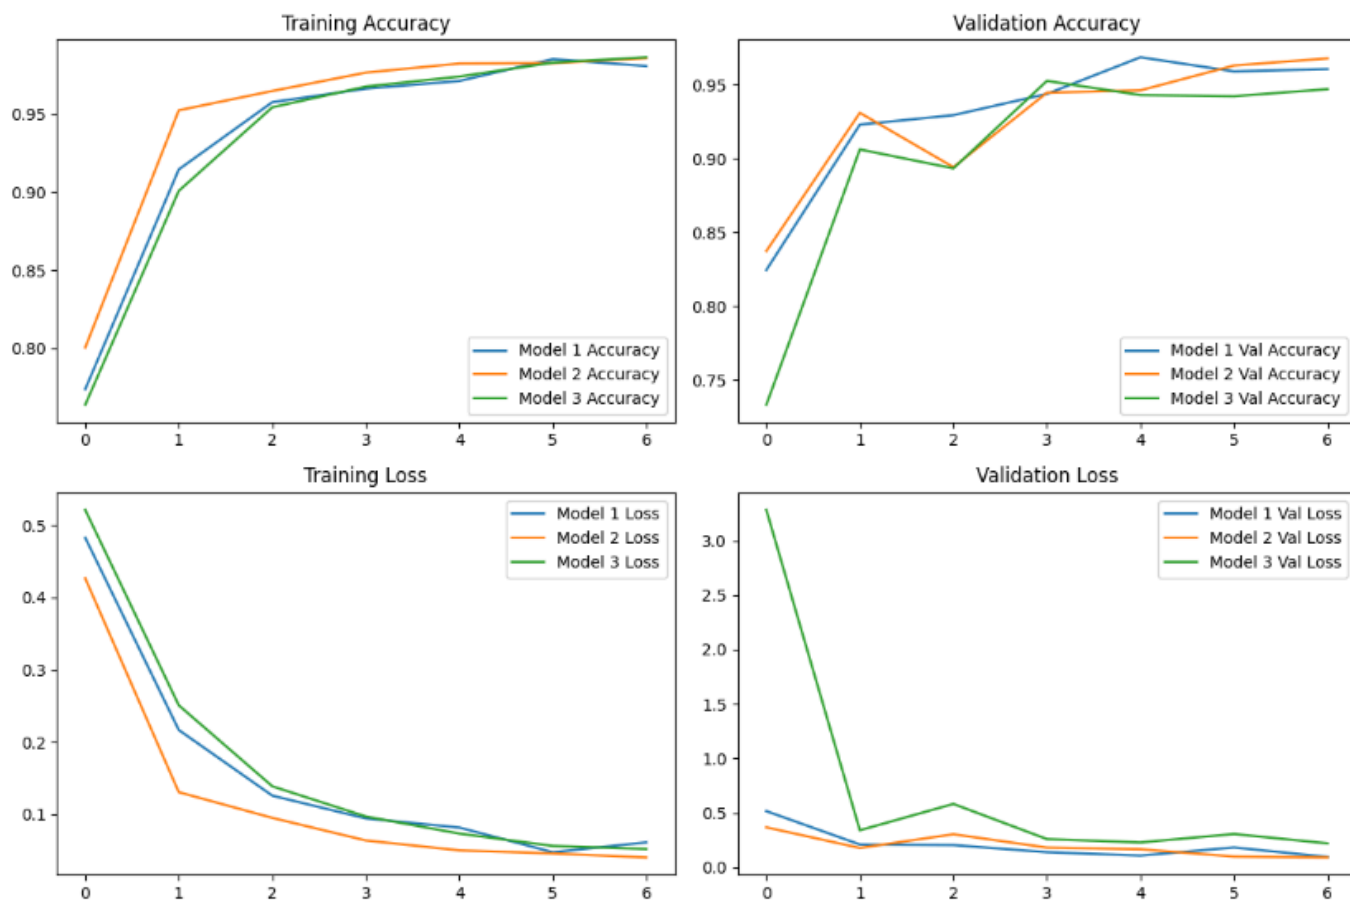 Training Accuracy
0.95
0.90
0.85
0.80
Model 1 Accuracy
Model 2 Accuracy
Model 3 Accuracy
0 1 2 3 4 5 6
Validation Accuracy
0.95
0.90
0.85
0.80
0.75
Model 1 Val Accuracy
Model 2 Val Accuracy
Model 3 Val Accuracy
0 1 2 3 4 5 6
Training Loss
0.5
0.4
0.3
0.2
0.1
Model 1 Loss
Model 2 Loss
Model 3 Loss
0 1 2 3 4 5 6
Validation Loss
3.0
2.5
2.0
1.5
1.0
0.5
0.0
Model 1 Val Loss
Model 2 Val Loss
Model 3 Val Loss
0 1 2 3 4 5 6